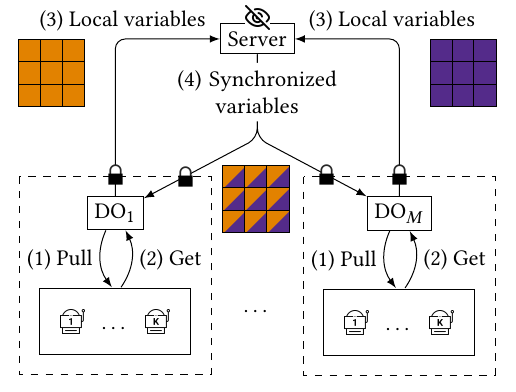 (3) Local variables
(3) Local variables
Server
(4) Synchronized
variables
DO₁
DO_M
(1) Pull
(2) Get
(1) Pull
(2) Get
1 ... K
...
1 ... K